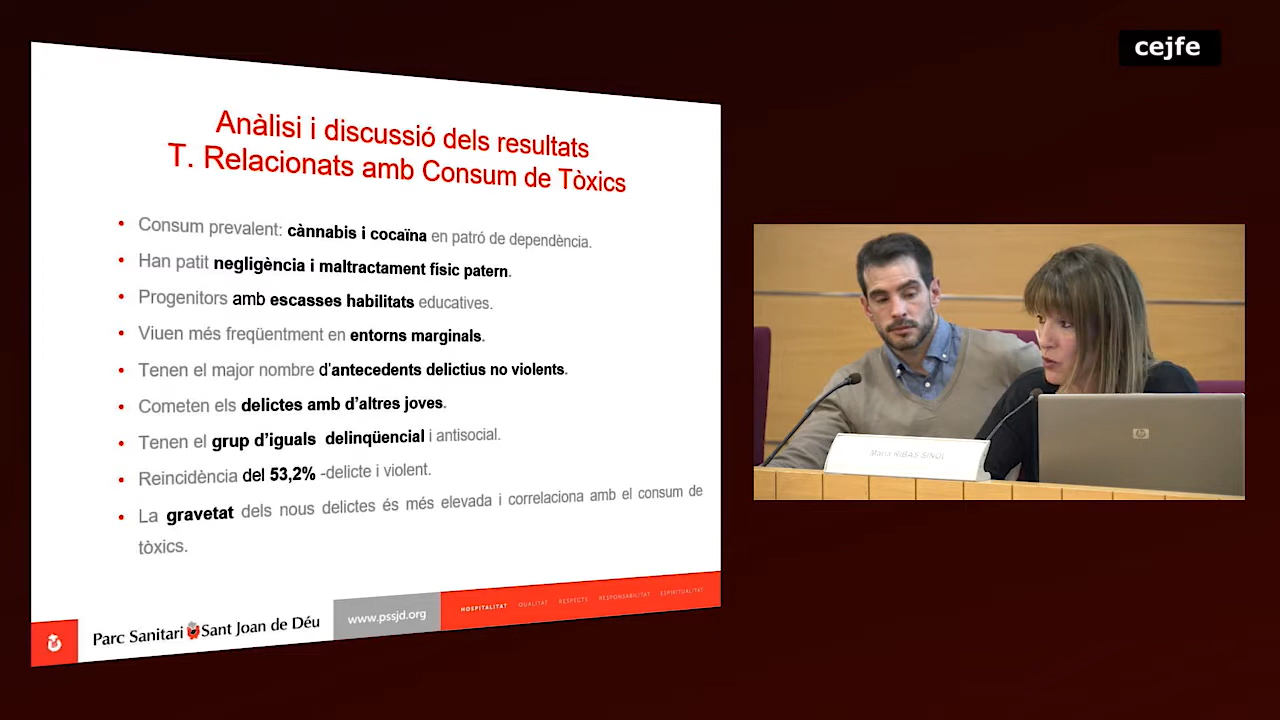 cejfe
Anàlisi i discussió dels resultats
T. Relacionats amb Consum de Tòxics
• Consum prevalent: cànnabis i cocaïna en patró de dependència.
• Han patit negligència i maltractament físic patern.
• Progenitors amb escasses habilitats educatives.
• Viuen més freqüentment en entorns marginals.
• Tenen el major nombre d'antecedents delictius no violents.
• Cometen els delictes amb d'altres joves.
• Tenen el grup d'iguals delinqüencial i antisocial.
• Reincidència del 53,2% -delicte i violent.
• La gravetat dels nous delictes és més elevada i correlaciona amb el consum de
tòxics.
Parc Sanitari Sant Joan de Déu
www.pssjd.org
HOSPITALITAT QUALITAT RESPECTE RESPONSABILITAT ESPIRITUALITAT
Maria RIBAS SINOL
hp